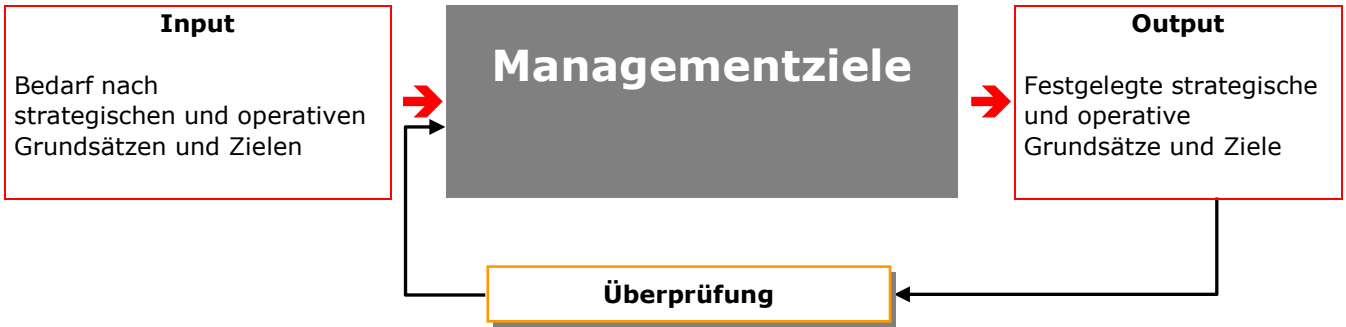 Input
Bedarf nach
strategischen und operativen
Grundsätzen und Zielen
Managementziele
Output
Festgelegte strategische
und operative
Grundsätze und Ziele
Überprüfung